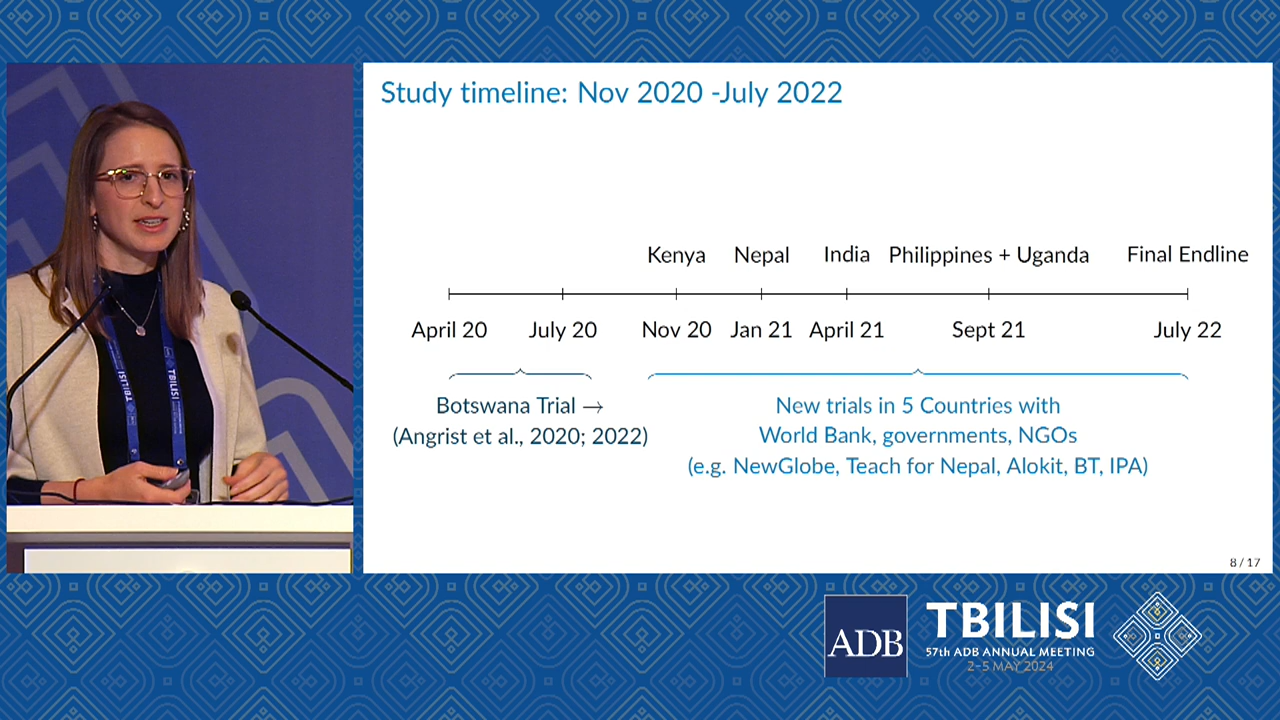 Study timeline: Nov 2020 -July 2022
Kenya Nepal India Philippines + Uganda Final Endline
April 20 July 20 Nov 20 Jan 21 April 21 Sept 21 July 22
Botswana Trial →
(Angrist et al., 2020; 2022)
New trials in 5 Countries with
World Bank, governments, NGOs
(e.g. NewGlobe, Teach for Nepal, Alokit, BT, IPA)
8 / 17
TBILISI
TBILISI
ADB
TBILISI
57th ADB ANNUAL MEETING
2-5 MAY 2024